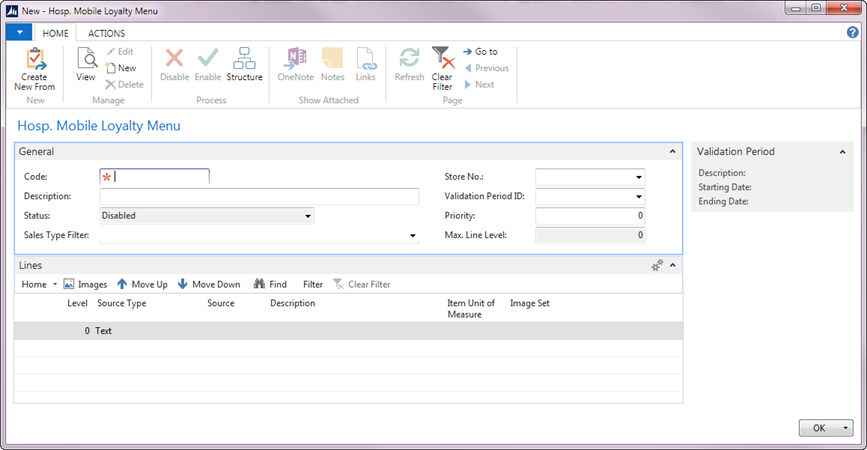 New - Hosp. Mobile Loyalty Menu
HOME ACTIONS
Create New From
View
Edit
New
Delete
Disable
Enable
Structure
OneNote
Notes
Links
Refresh
Clear Filter
Go to
Previous
Next
New Manage Process Show Attached Page
Hosp. Mobile Loyalty Menu
General
Code: *
Description:
Status: Disabled
Sales Type Filter:
Store No.:
Validation Period ID:
Priority: 0
Max. Line Level: 0
Validation Period
Description:
Starting Date:
Ending Date:
Lines
Home Images Move Up Move Down Find Filter Clear Filter
Level Source Type Source Description Item Unit of Measure Image Set
0 Text
OK